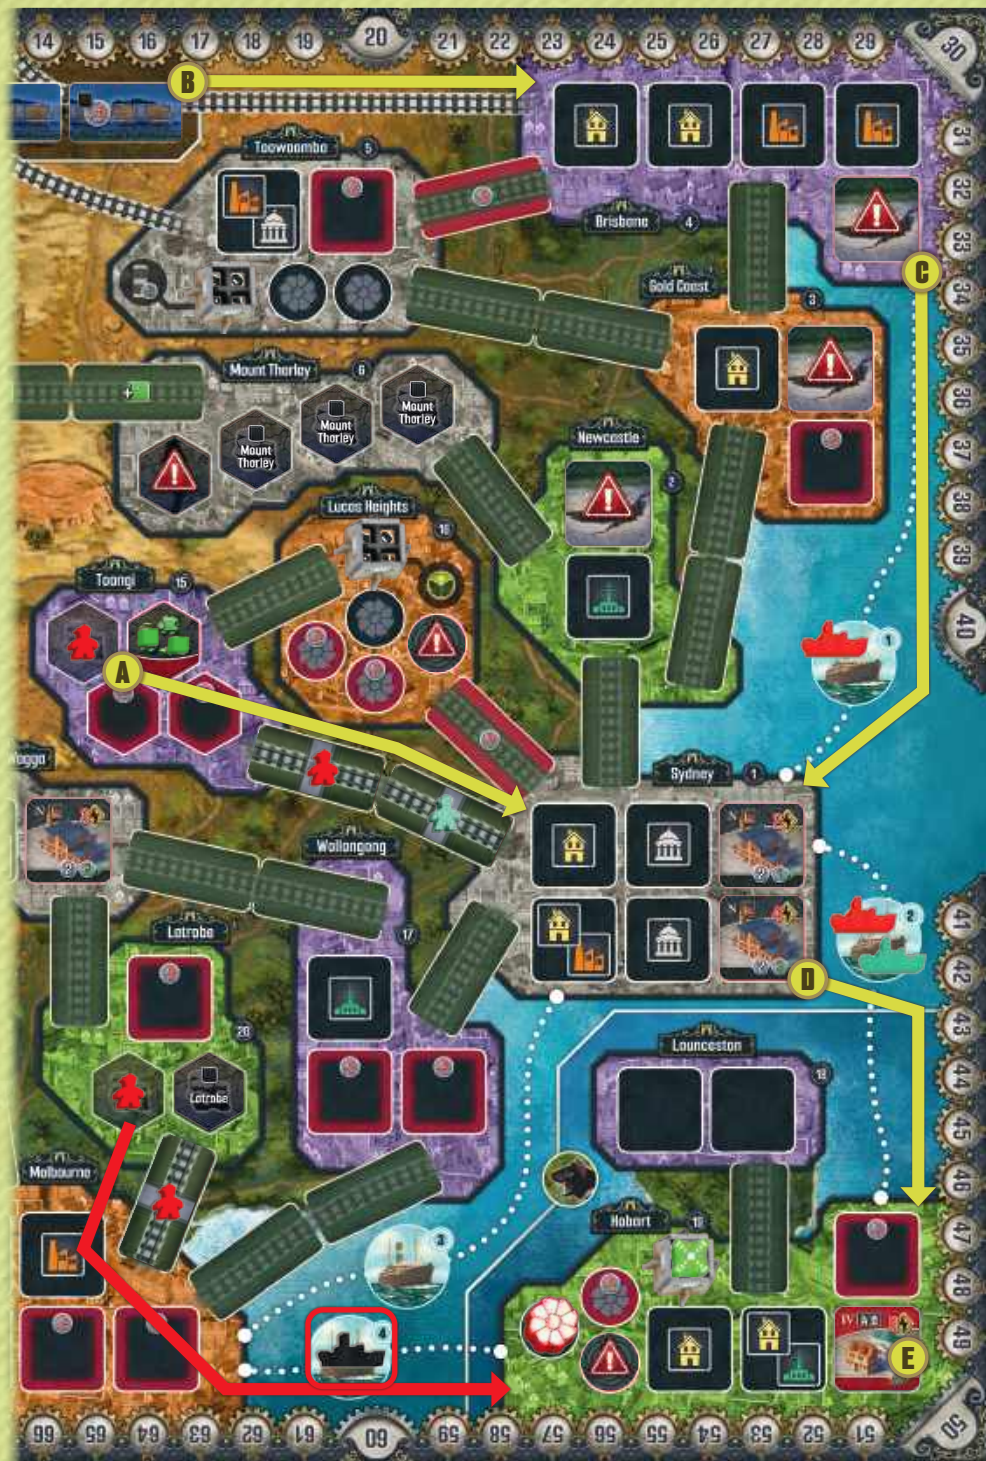 14 15 16 17 18 19 20 21 22 23 24 25 26 27 28 29 30
B
31
Toowoomba 5
32
Brisbane 4
33
C
Gold Coast 3
34
35
Mount Thorley 6
36
Mount Thorley
Mount Thorley
Mount Thorley
37
Newcastle 2
38
Lucas Heights 16
39
Toongi 15
40
1
A
Sydney 1
Wagga
Wollongong 17
2
41
Latrobe 20
42
D
43
Launceston 18
44
Latrobe
45
Melbourne
46
Hobart 19
3
47
48
4
49
E
50
66 65 64 63 62 61 60 59 58 57 56 55 54 53 52 51